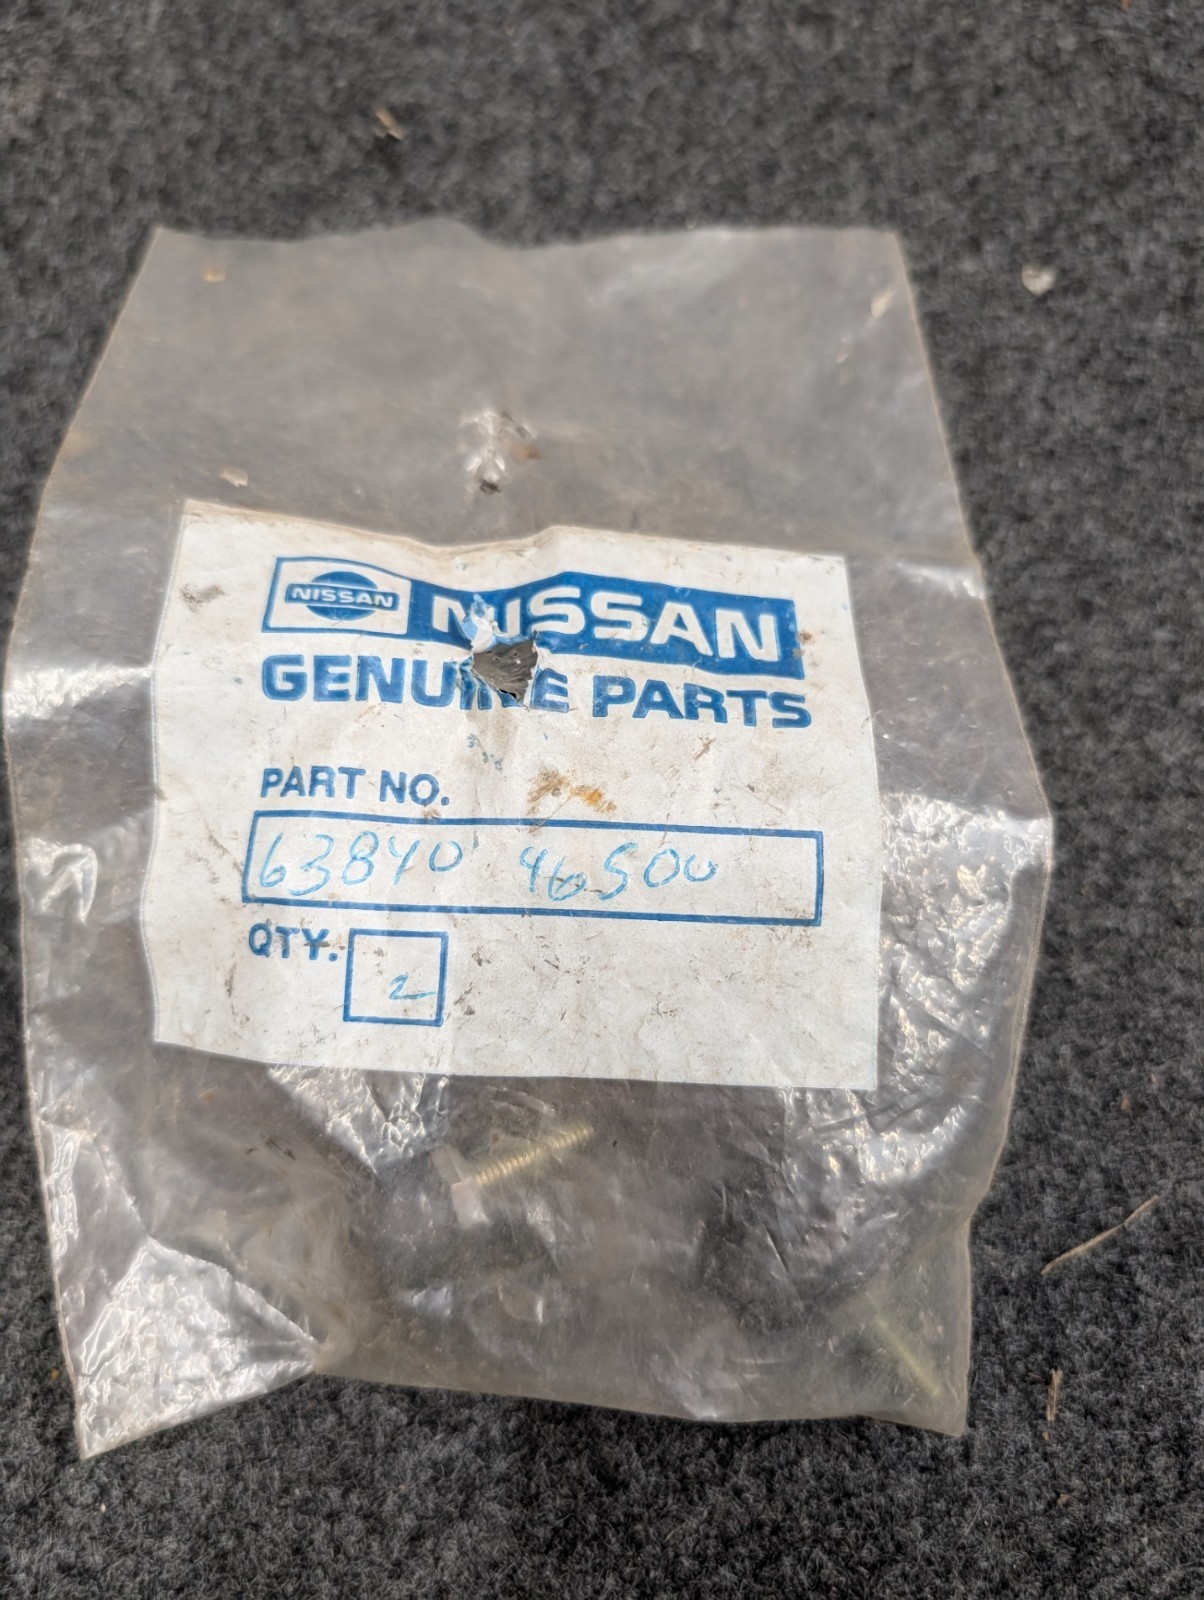 NISSAN NISSAN
GENUINE PARTS
PART NO.
63840 96500
QTY.
2